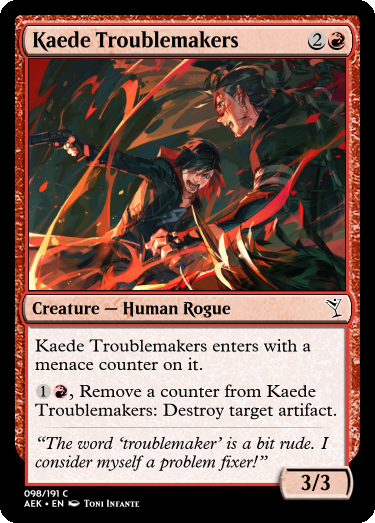 Kaede Troublemakers 2
Creature — Human Rogue
Kaede Troublemakers enters with a
menace counter on it.
1 , Remove a counter from Kaede
Troublemakers: Destroy target artifact.
“The word ‘troublemaker’ is a bit rude. I
consider myself a problem fixer!”
3/3
098/191 C
AEK • EN Toni Infante